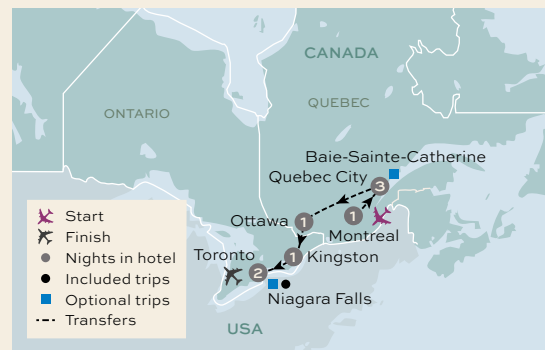 CANADA
ONTARIO
QUEBEC
Baie-Sainte-Catherine
Quebec City
3
Ottawa
1
1
Montreal
Toronto
1
Kingston
2
Niagara Falls
USA
Start
Finish
Nights in hotel
Included trips
Optional trips
Transfers